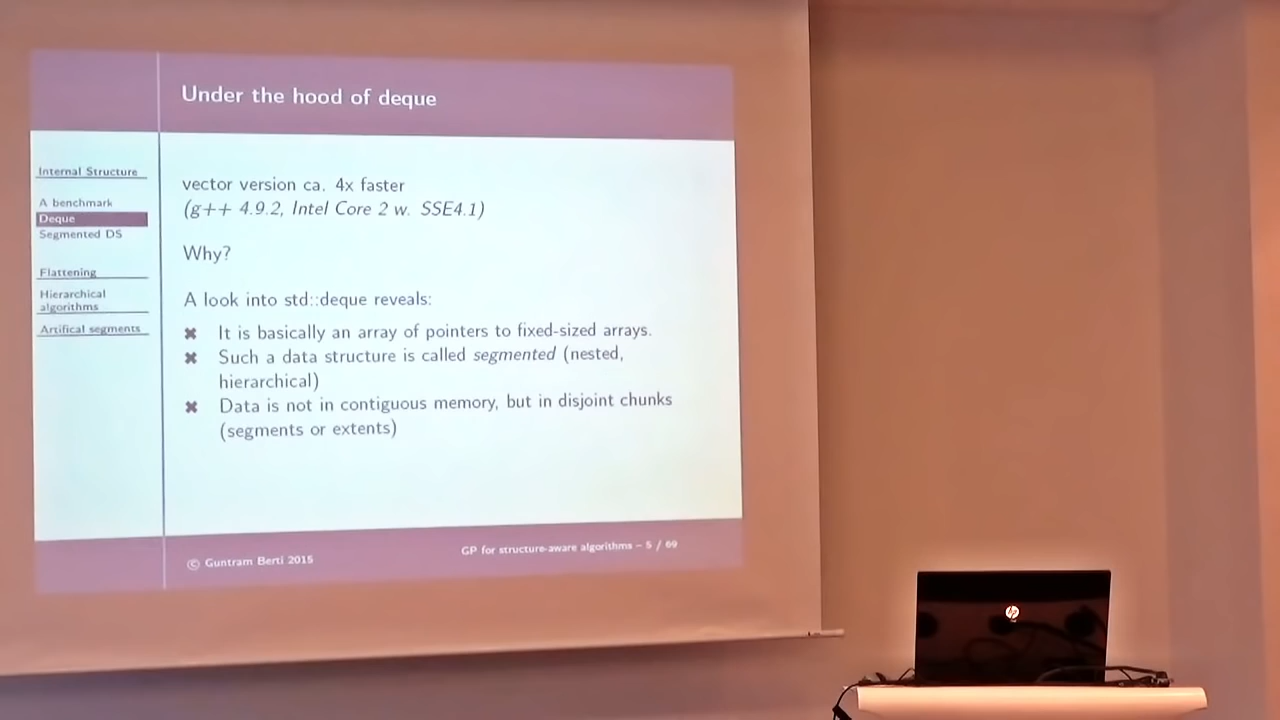 Under the hood of deque
Internal Structure
A benchmark
Deque
Segmented DS
Flattening
Hierarchical
algorithms
Artifical segments
vector version ca. 4x faster
(g++ 4.9.2, Intel Core 2 w. SSE4.1)
Why?
A look into std::deque reveals:
✖ It is basically an array of pointers to fixed-sized arrays.
✖ Such a data structure is called segmented (nested,
hierarchical)
✖ Data is not in contiguous memory, but in disjoint chunks
(segments or extents)
© Guntram Berti 2015
GP for structure-aware algorithms – 5 / 69
hp